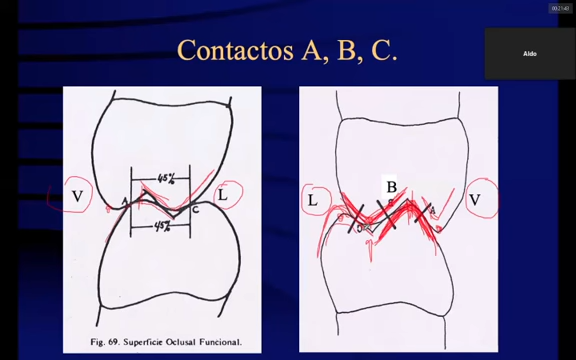 Contactos A, B, C.
Aldo
V
A
45%
45%
C
L
Fig. 69. Superficie Oclusal Funcional.
L
B
A
V